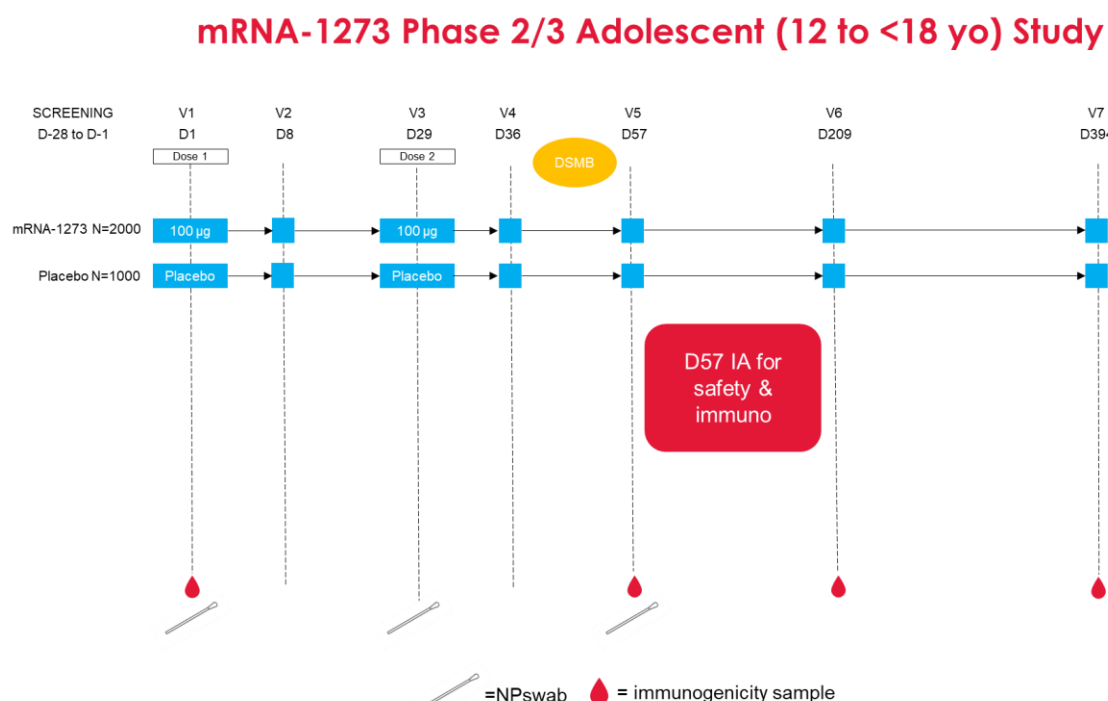 mRNA-1273 Phase 2/3 Adolescent (12 to <18 yo) Study
SCREENING V1 V2 V3 V4 V5 V6 V7
D-28 to D-1 D1 D8 D29 D36 D57 D209 D394
Dose 1 Dose 2
DSMB
mRNA-1273 N=2000 100 µg 100 µg
Placebo N=1000 Placebo Placebo
D57 IA for
safety &
immuno
=NPswab = immunogenicity sample